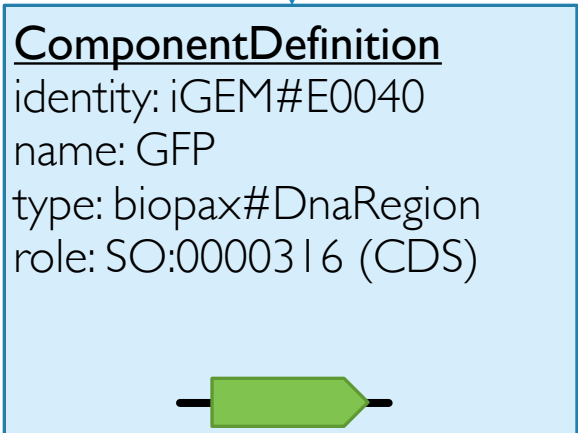 ComponentDefinition
identity: iGEM#E0040
name: GFP
type: biopax#DnaRegion
role: SO:0000316 (CDS)